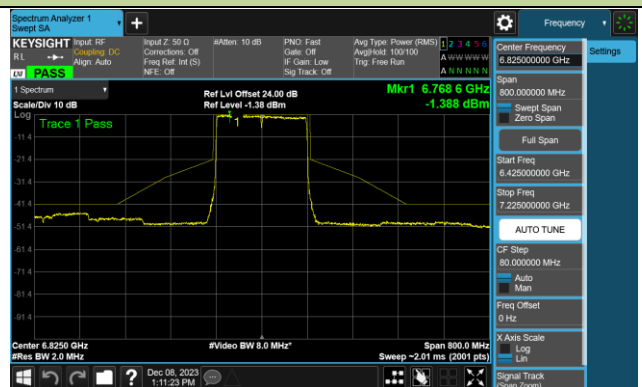 Spectrum Analyzer 1
Swept SA
+
Frequency
KEYSIGHT
RL
LXI PASS
Input: RF
Coupling: DC
Align: Auto
Input Z: 50 Ω
Corrections: Off
Freq Ref: Int (S)
NFE: Off
#Atten: 10 dB
PNO: Fast
Gate: Off
IF Gain: Low
Sig Track: Off
Avg Type: Power (RMS)
Avg|Hold: 100/100
Trig: Free Run
1 2 3 4 5 6
A WW WW W
A N N N N N
1 Spectrum
Scale/Div 10 dB
Ref Lvl Offset 24.00 dB
Ref Level -1.38 dBm
Mkr1 6.768 6 GHz
-1.388 dBm
Log
Trace 1 Pass
1
-11.4
-21.4
-31.4
-41.4
-51.4
-61.4
-71.4
-81.4
-91.4
Center 6.8250 GHz
#Res BW 2.0 MHz
#Video BW 8.0 MHz*
Span 800.0 MHz
Sweep ~2.01 ms (2001 pts)
Center Frequency
6.825000000 GHz
Settings
Span
800.000000 MHz
Swept Span
Zero Span
Full Span
Start Freq
6.425000000 GHz
Stop Freq
7.225000000 GHz
AUTO TUNE
CF Step
80.000000 MHz
Auto
Man
Freq Offset
0 Hz
X Axis Scale
Log
Lin
Signal Track
(Span Zoom)
?
Dec 08, 2023
1:11:23 PM